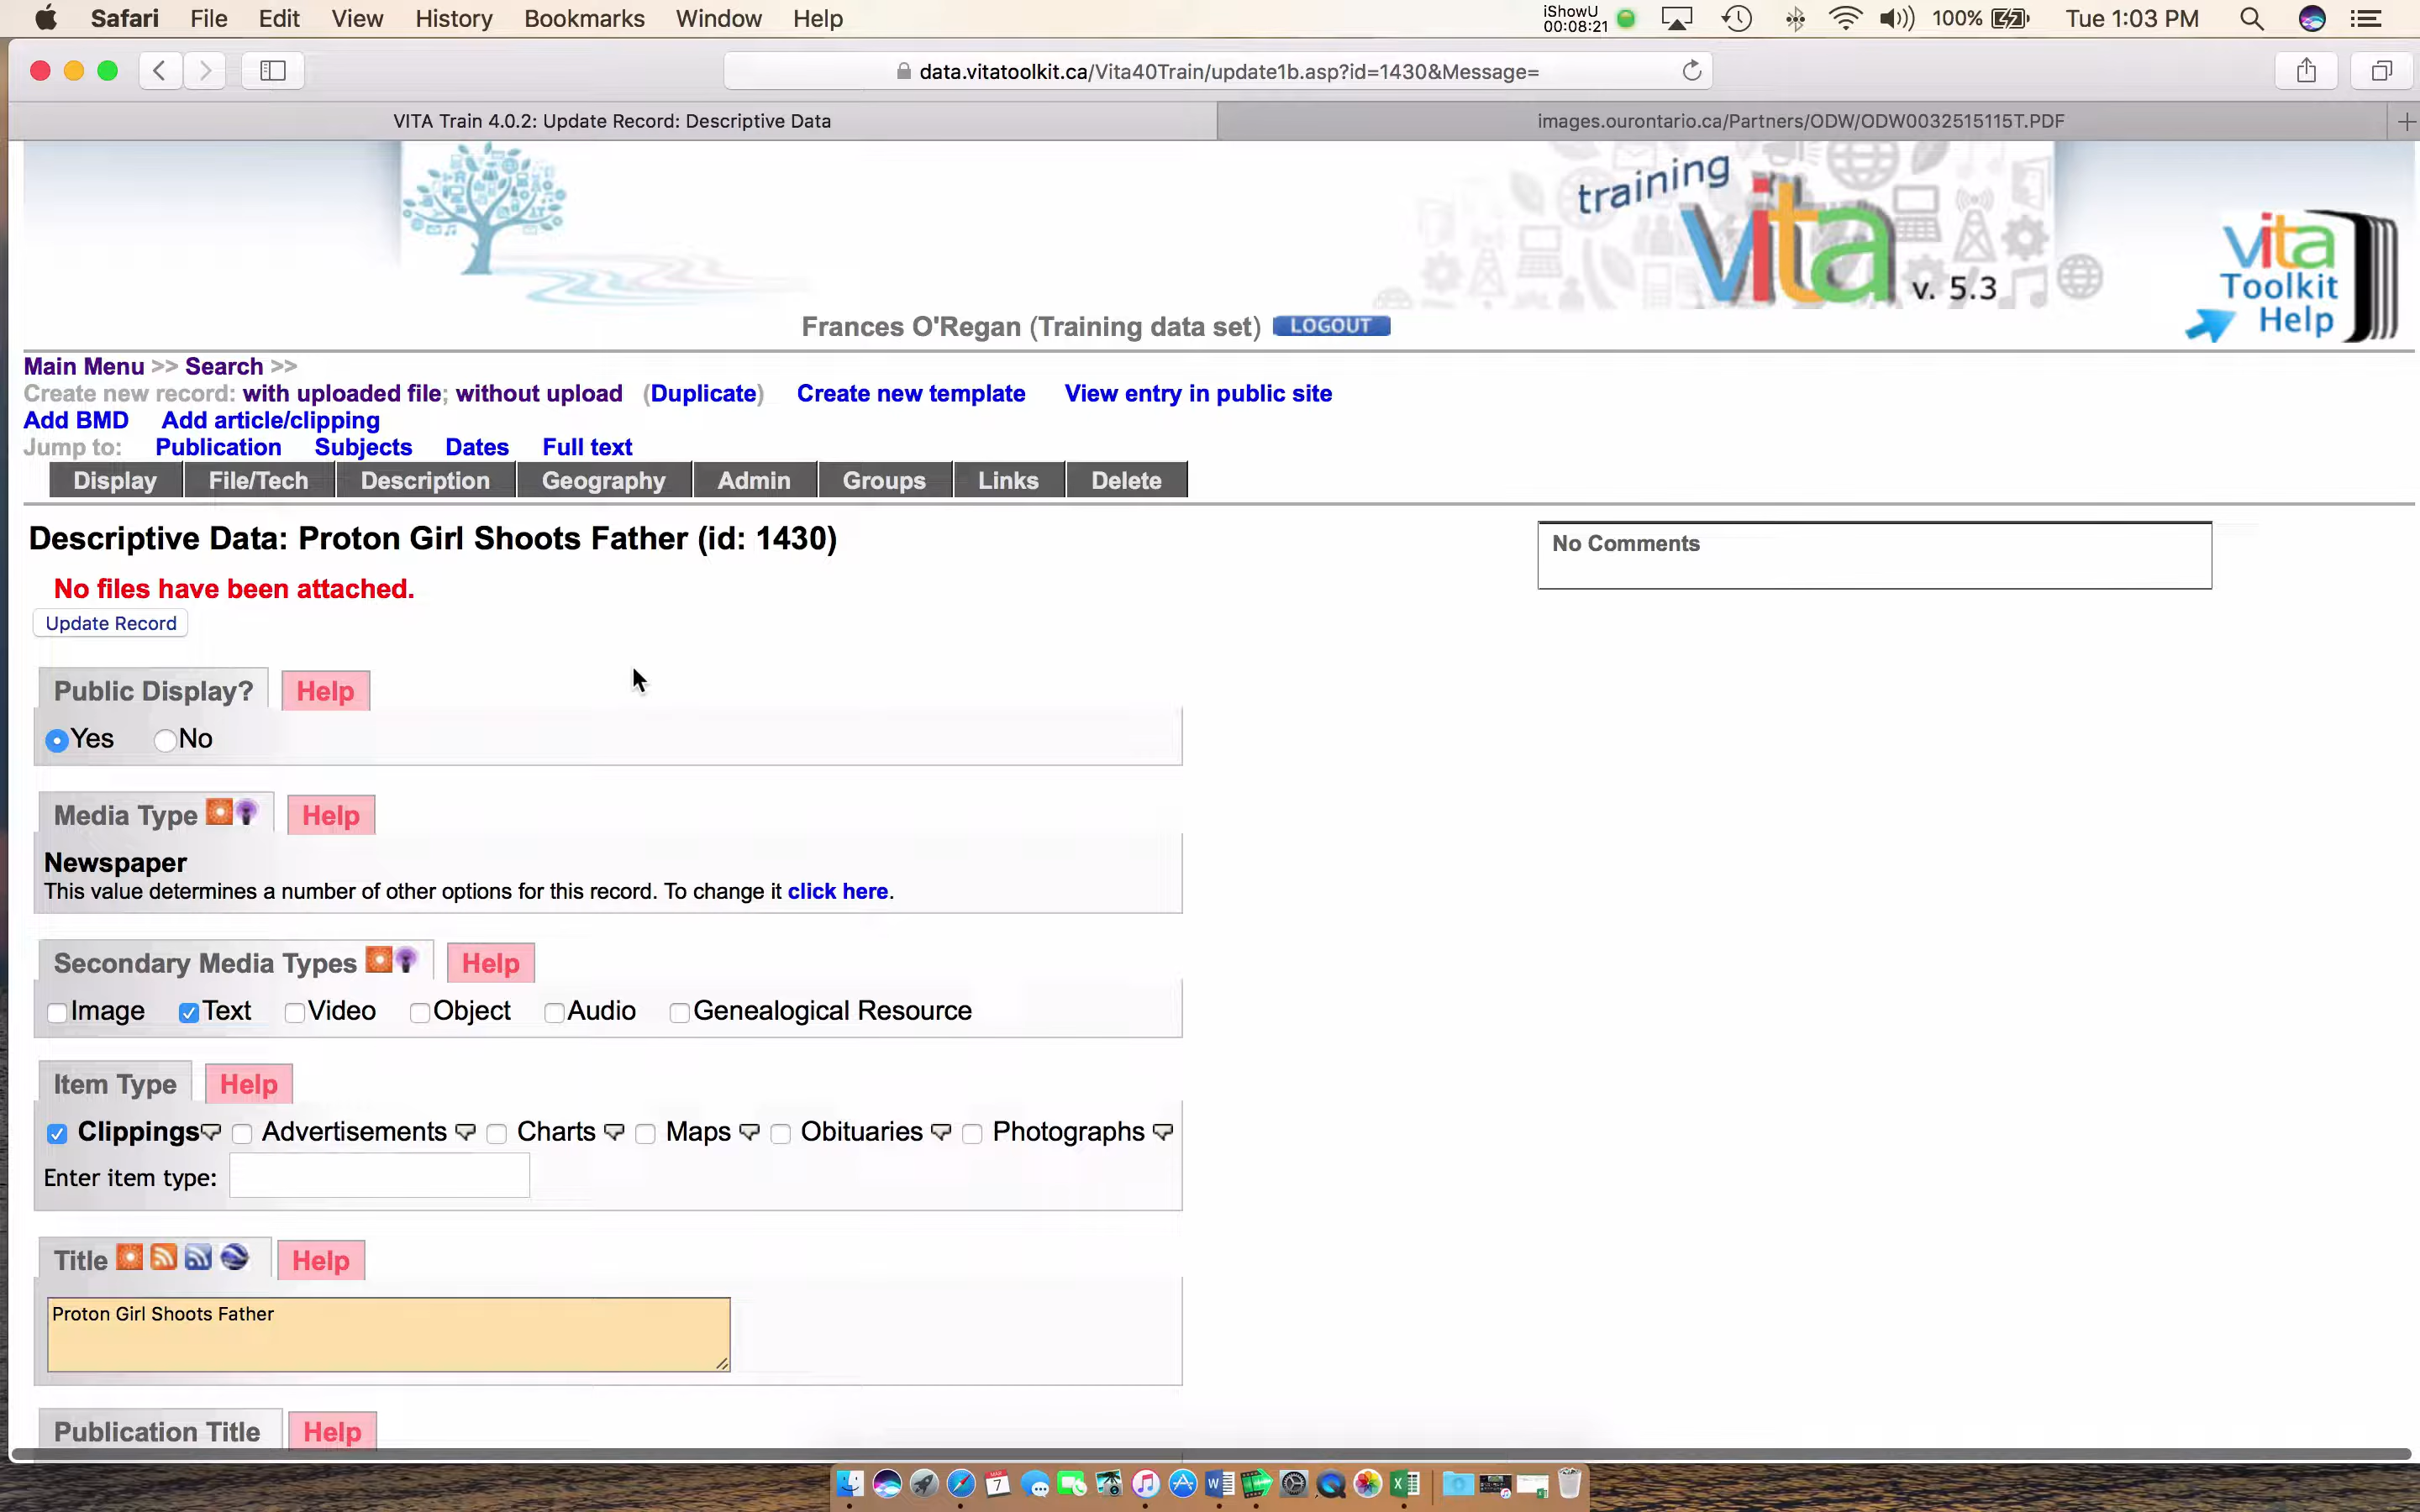 Safari File Edit View History Bookmarks Window Help iShowU 00:08:21 100% Tue 1:03 PM
data.vitatoolkit.ca/Vita40Train/update1b.asp?id=1430&Message=
VITA Train 4.0.2: Update Record: Descriptive Data images.ourontario.ca/Partners/ODW/ODW0032515115T.PDF
training
vita v. 5.3
vita
Toolkit
Help
Frances O'Regan (Training data set) LOGOUT
Main Menu >> Search >>
Create new record: with uploaded file; without upload (Duplicate) Create new template View entry in public site
Add BMD Add article/clipping
Jump to: Publication Subjects Dates Full text
Display File/Tech Description Geography Admin Groups Links Delete
Descriptive Data: Proton Girl Shoots Father (id: 1430)
No Comments
No files have been attached.
Update Record
Public Display? Help
Yes No
Media Type Help
Newspaper
This value determines a number of other options for this record. To change it click here.
Secondary Media Types Help
Image Text Video Object Audio Genealogical Resource
Item Type Help
Clippings Advertisements Charts Maps Obituaries Photographs
Enter item type:
Title Help
Proton Girl Shoots Father
Publication Title Help
MAR
7